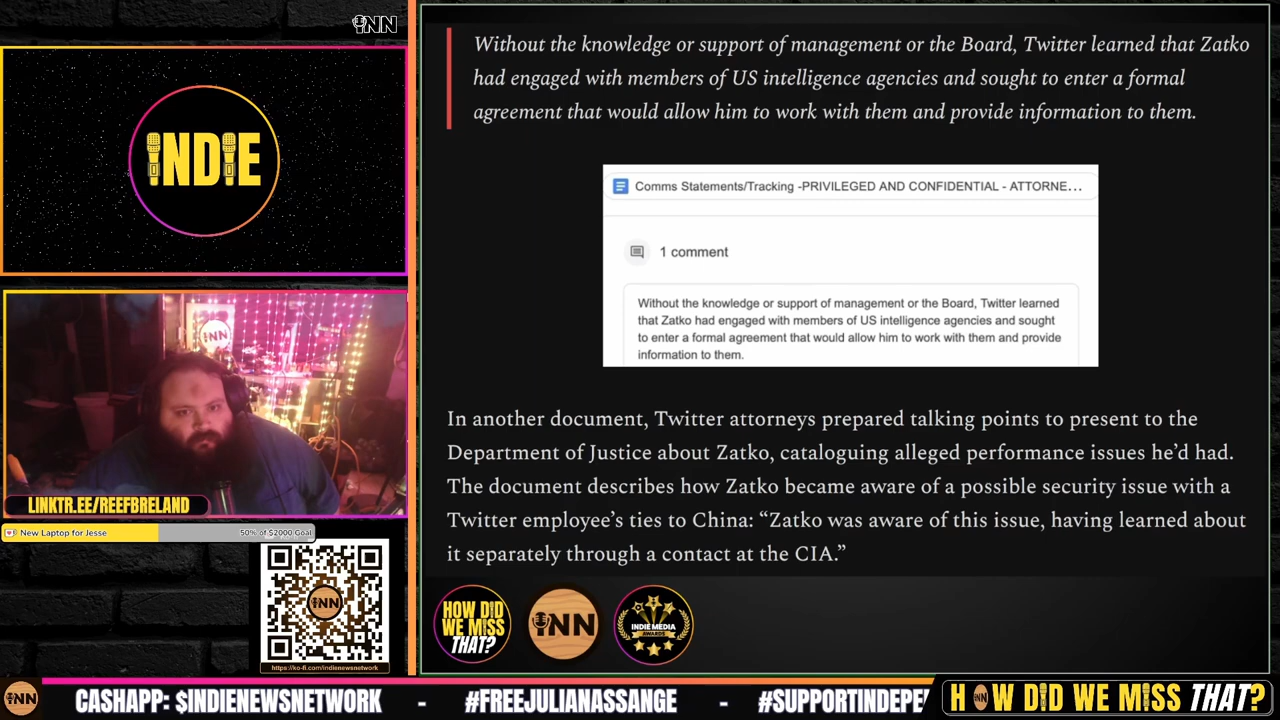 INN
INDIE
INN
LINKTR.EE/REEFBRELAND
New Laptop for Jesse
50% of $2000 Goal
INN
https://ko-fi.com/indienewsnetwork
Without the knowledge or support of management or the Board, Twitter learned that Zatko
had engaged with members of US intelligence agencies and sought to enter a formal
agreement that would allow him to work with them and provide information to them.
Comms Statements/Tracking -PRIVILEGED AND CONFIDENTIAL - ATTORNE...
1 comment
Without the knowledge or support of management or the Board, Twitter learned
that Zatko had engaged with members of US intelligence agencies and sought
to enter a formal agreement that would allow him to work with them and provide
information to them.
In another document, Twitter attorneys prepared talking points to present to the
Department of Justice about Zatko, cataloguing alleged performance issues he’d had.
The document describes how Zatko became aware of a possible security issue with a
Twitter employee’s ties to China: “Zatko was aware of this issue, having learned about
it separately through a contact at the CIA.”
HOW DID
WE MISS
THAT?
INN
INDIE MEDIA
AWARDS
INN
CASHAPP: $INDIENEWSNETWORK - #FREEJULIANASSANGE - #SUPPORTINDEPE
HOW DID WE MISS THAT?